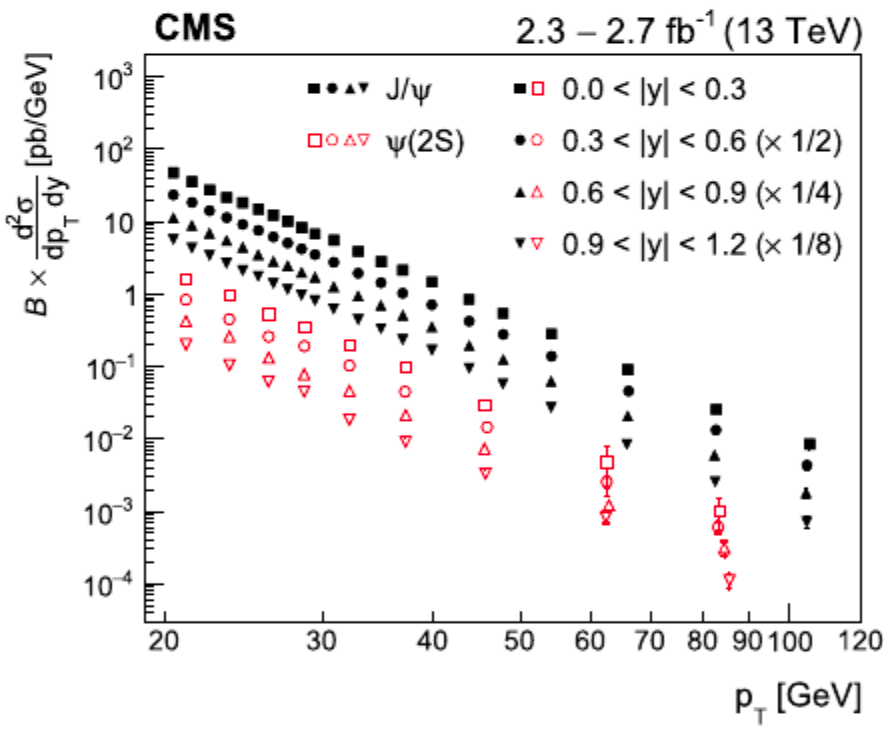 CMS 2.3 – 2.7 fb⁻¹ (13 TeV)
B × d²σ/dp_T dy [pb/GeV]
J/ψ
ψ(2S)
0.0 < |y| < 0.3
0.3 < |y| < 0.6 (× 1/2)
0.6 < |y| < 0.9 (× 1/4)
0.9 < |y| < 1.2 (× 1/8)
10³
10²
10
1
10⁻¹
10⁻²
10⁻³
10⁻⁴
20 30 40 50 60 70 80 90 100 120
p_T [GeV]